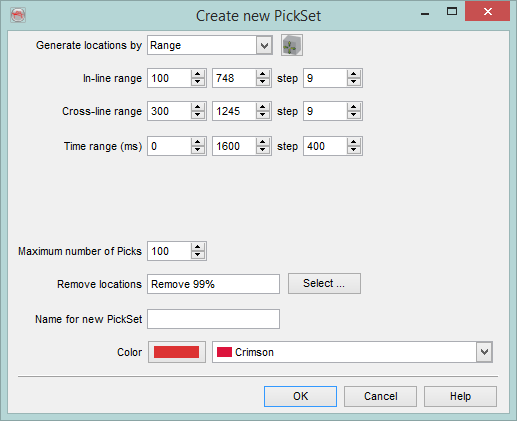 Create new PickSet
Generate locations by Range
In-line range 100 748 step 9
Cross-line range 300 1245 step 9
Time range (ms) 0 1600 step 400
Maximum number of Picks 100
Remove locations Remove 99% Select ...
Name for new PickSet
Color Crimson
OK Cancel Help